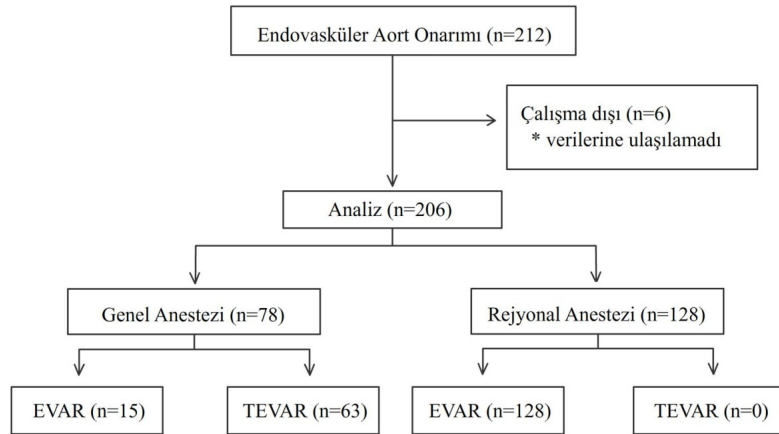 Endovasküler Aort Onarımı (n=212)
Çalışma dışı (n=6)
* verilerine ulaşılamadı
Analiz (n=206)
Genel Anestezi (n=78)
Rejyonal Anestezi (n=128)
EVAR (n=15)
TEVAR (n=63)
EVAR (n=128)
TEVAR (n=0)